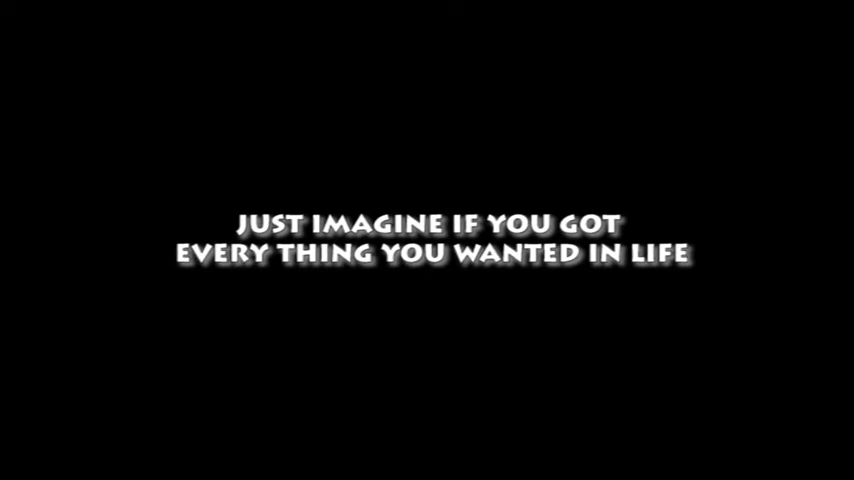 JUST IMAGINE IF YOU GOT
EVERY THING YOU WANTED IN LIFE